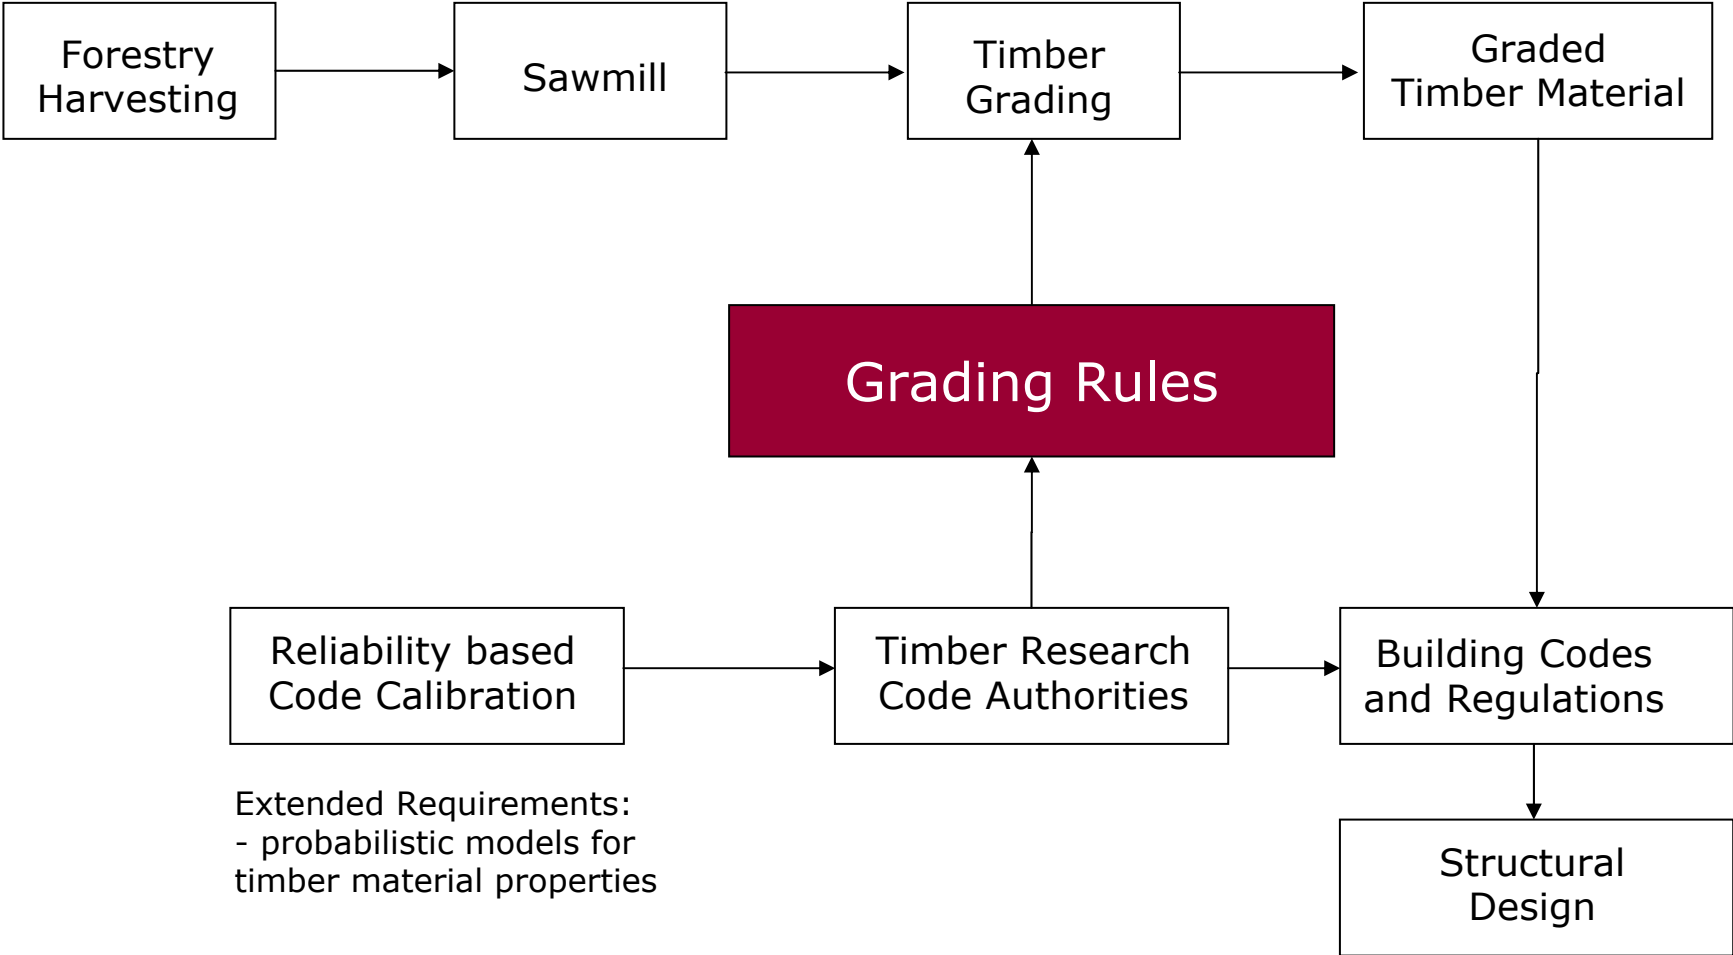 Forestry
Harvesting
Sawmill
Timber
Grading
Graded
Timber Material
Grading Rules
Reliability based
Code Calibration
Timber Research
Code Authorities
Building Codes
and Regulations
Extended Requirements:
- probabilistic models for
timber material properties
Structural
Design